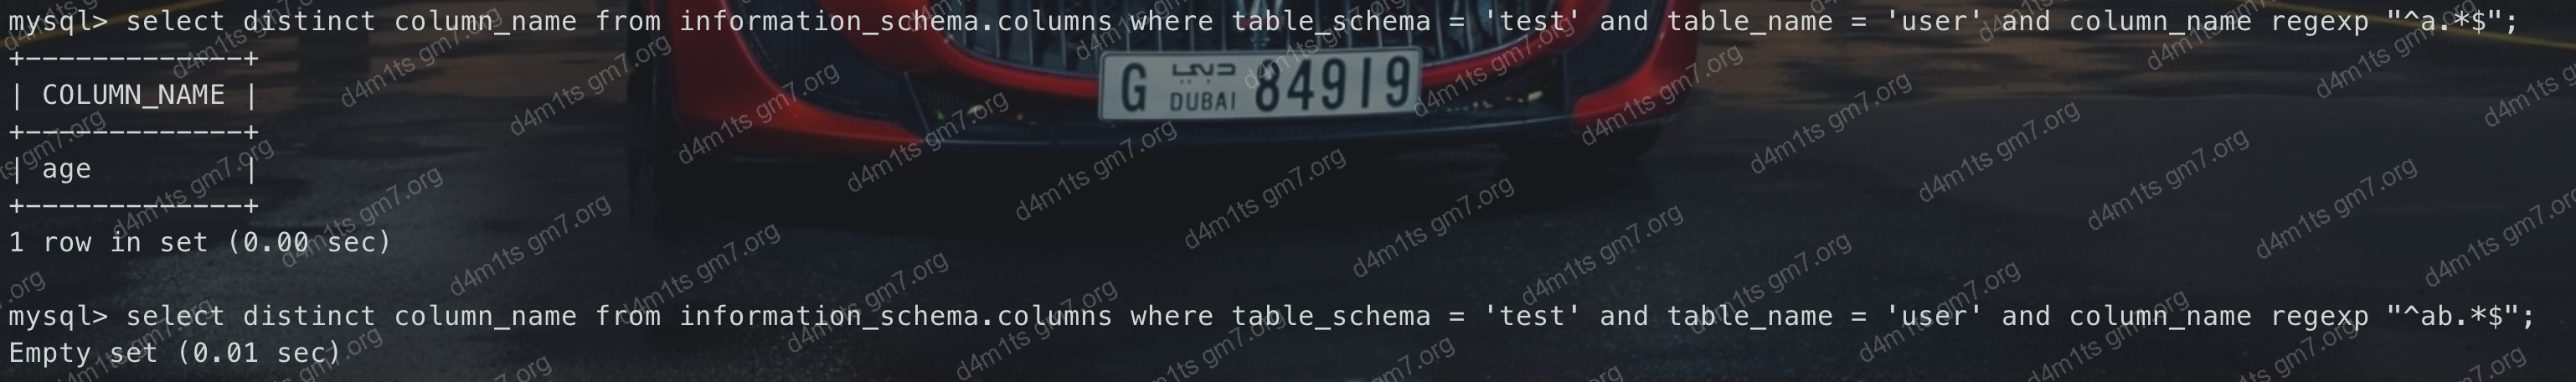 mysql> select distinct column_name from information_schema.columns where table_schema = 'test' and table_name = 'user' and column_name regexp "^a.*$";
+-------------+
| COLUMN_NAME |
+-------------+
| age         |
+-------------+
1 row in set (0.00 sec)
mysql> select distinct column_name from information_schema.columns where table_schema = 'test' and table_name = 'user' and column_name regexp "^ab.*$";
Empty set (0.01 sec)
G DUBAI دبي 84919
d4m1ts gm7.org